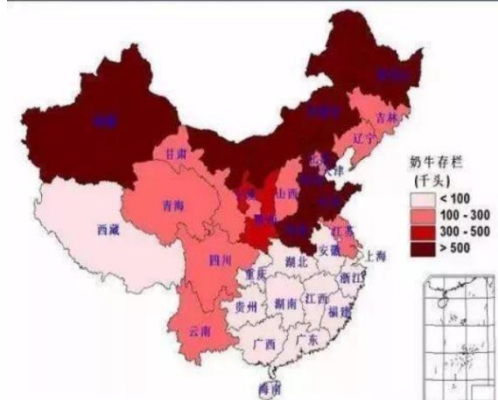 吉林
辽宁
天津
甘肃
山西
奶牛存栏
(千头)
< 100
100 - 300
300 - 500
> 500
青海
西藏
江苏
四川
安徽
上海
湖北
重庆
浙江
贵州
湖南
江西
福建
云南
广西
广东
海南